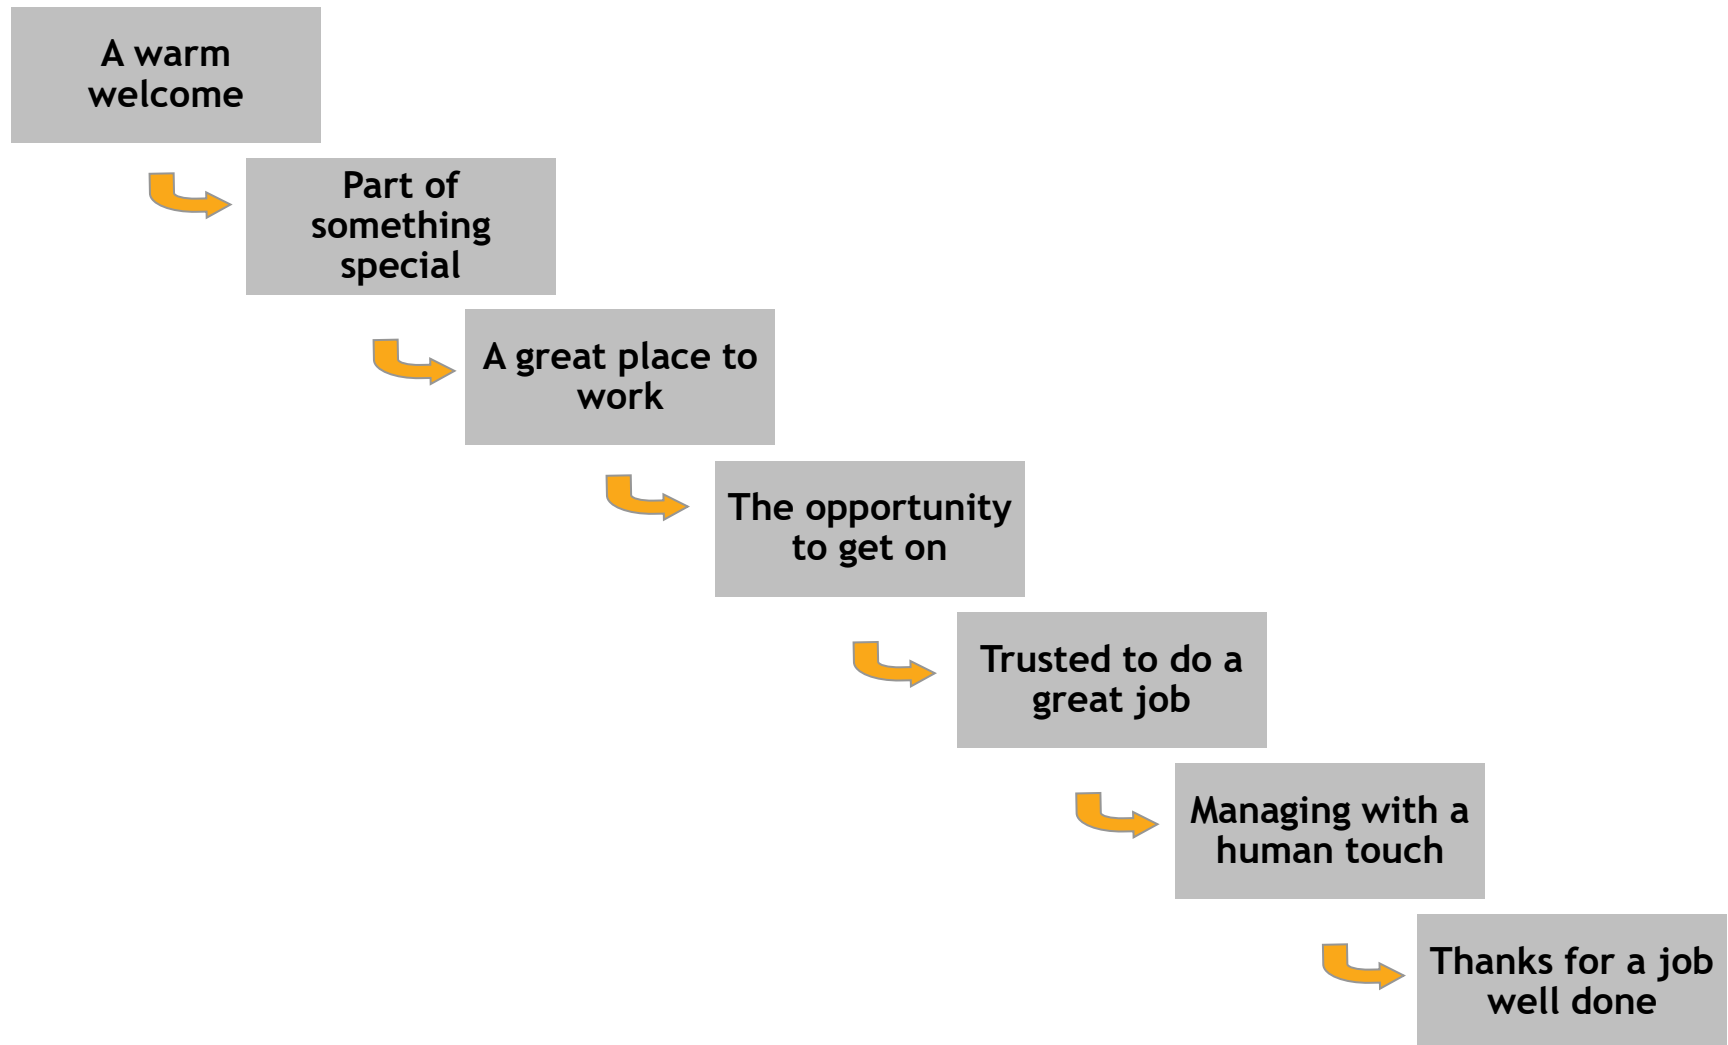 A warm
welcome
Part of
something
special
A great place to
work
The opportunity
to get on
Trusted to do a
great job
Managing with a
human touch
Thanks for a job
well done